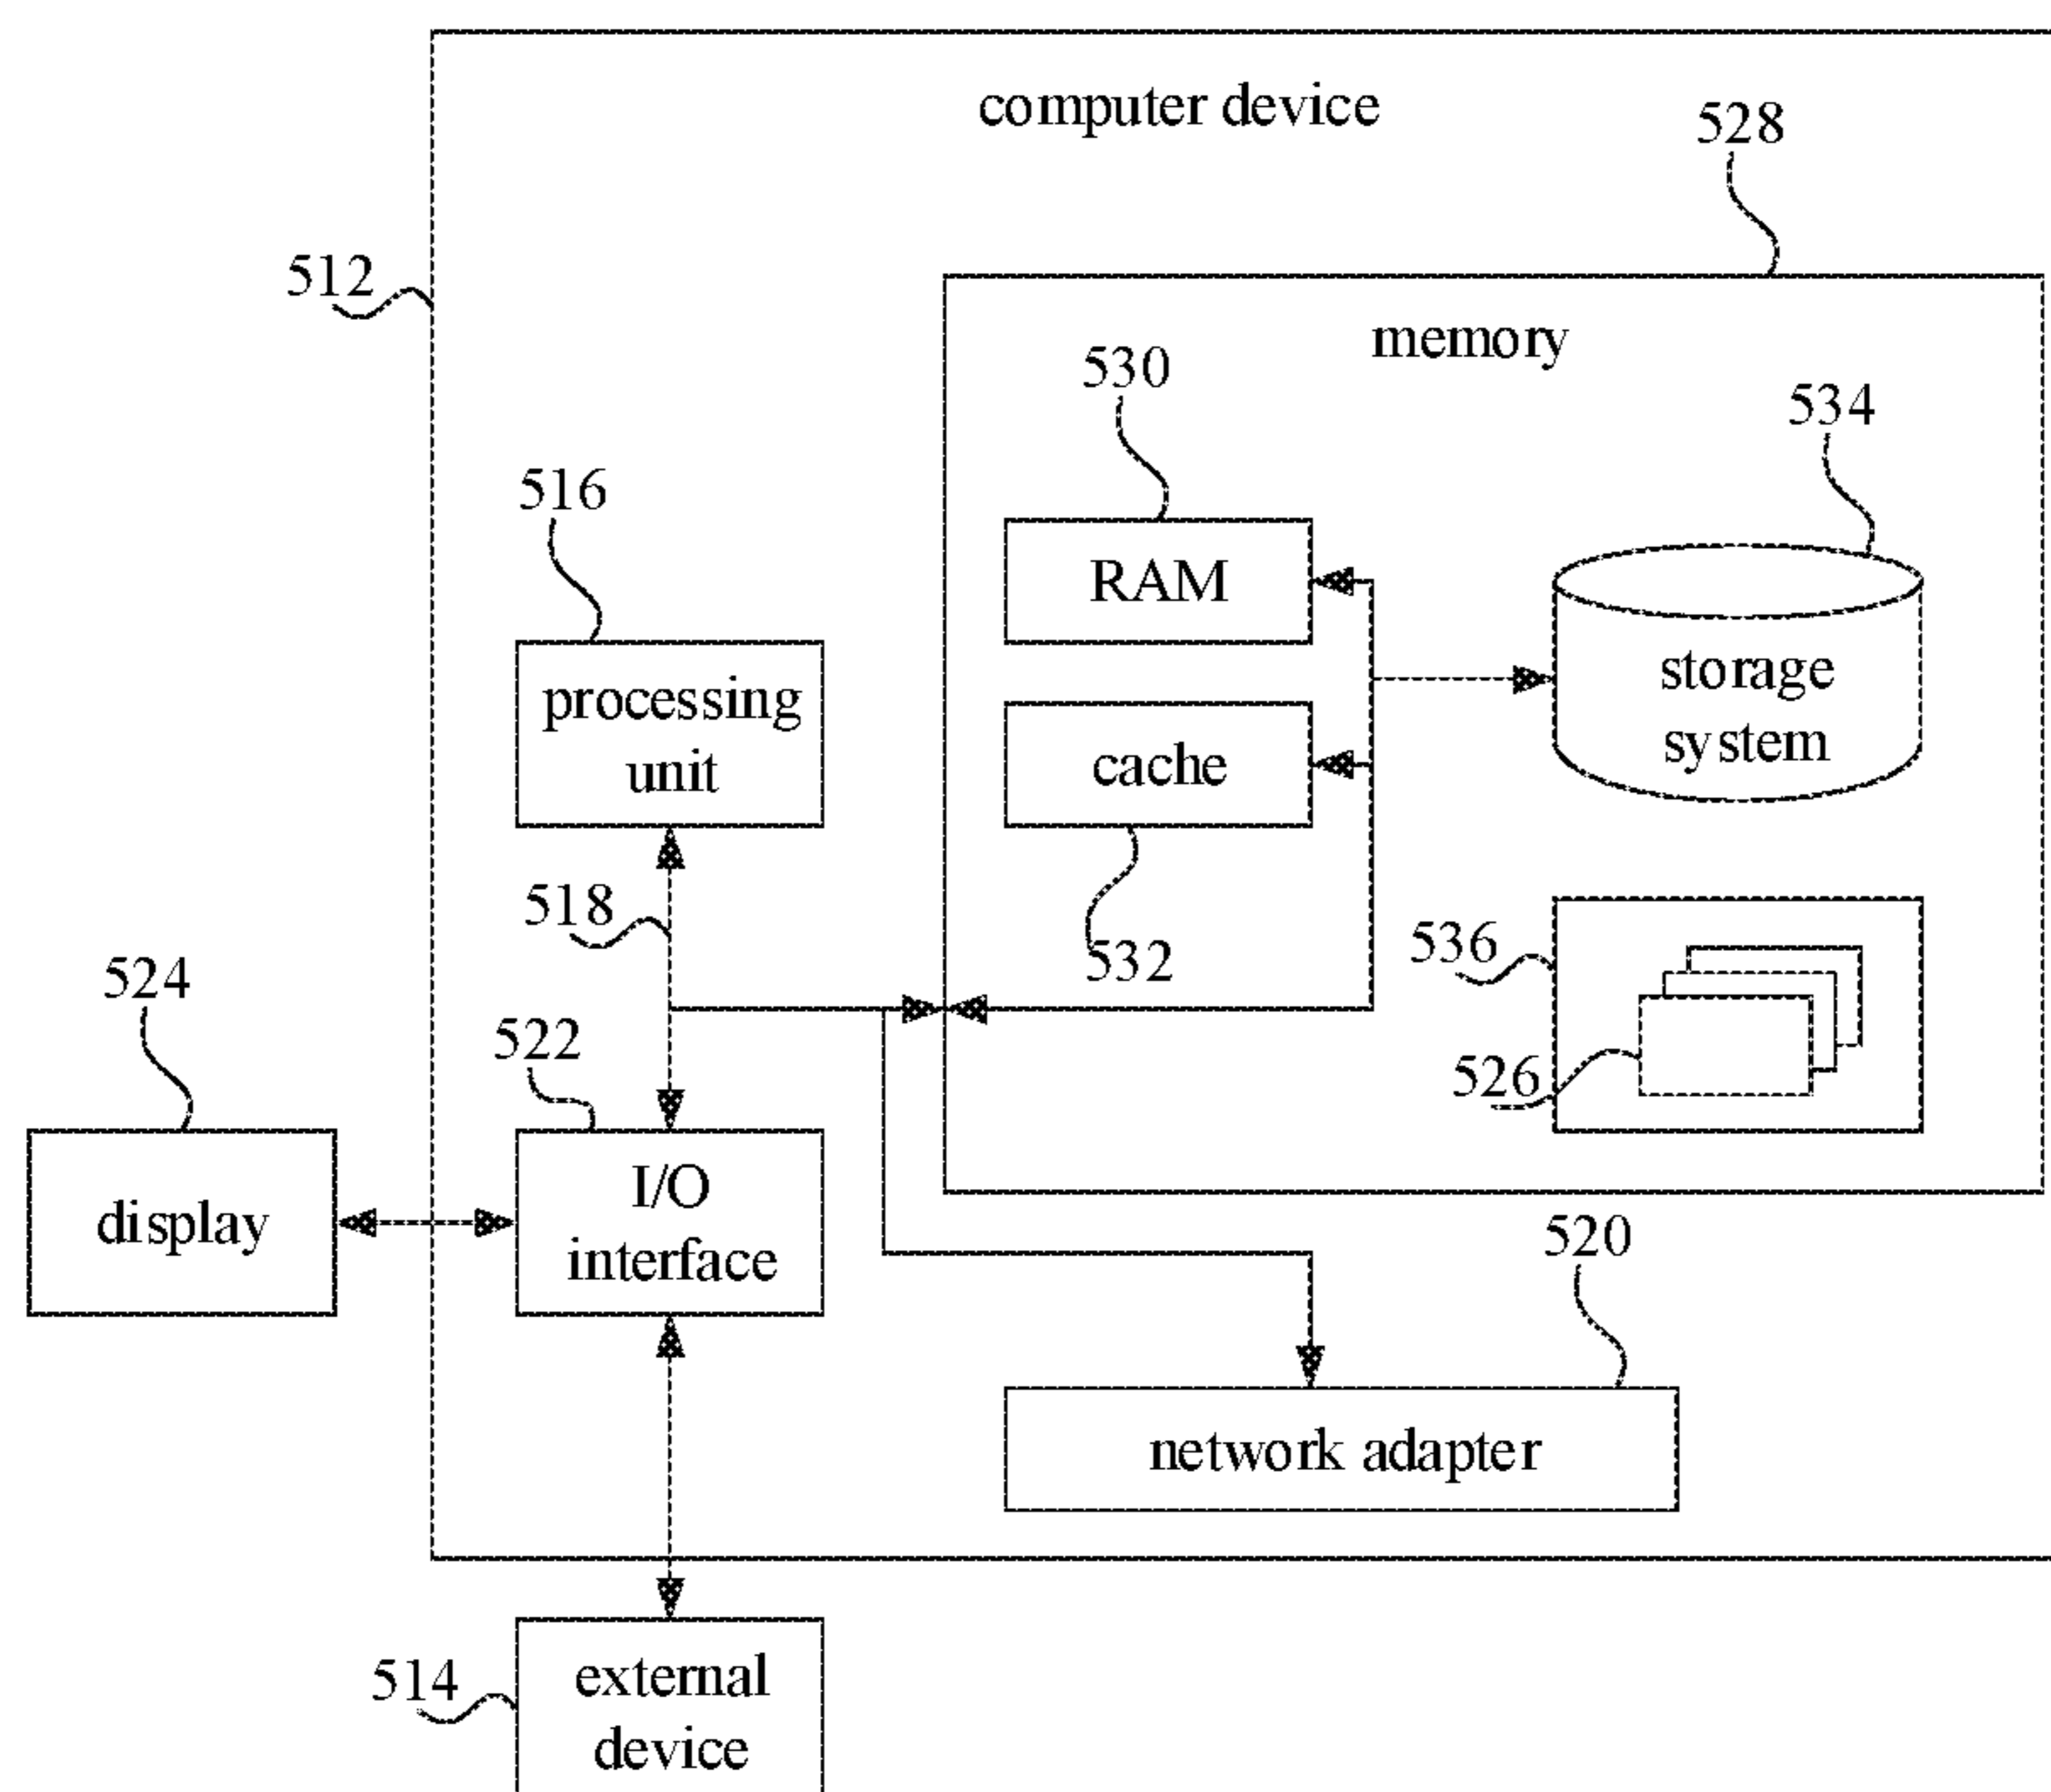 computer device
528
512
memory
530
534
516
RAM
processing
unit
storage
system
cache
518
532
536
524
522
526
display
I/O
interface
520
network adapter
514
external
device